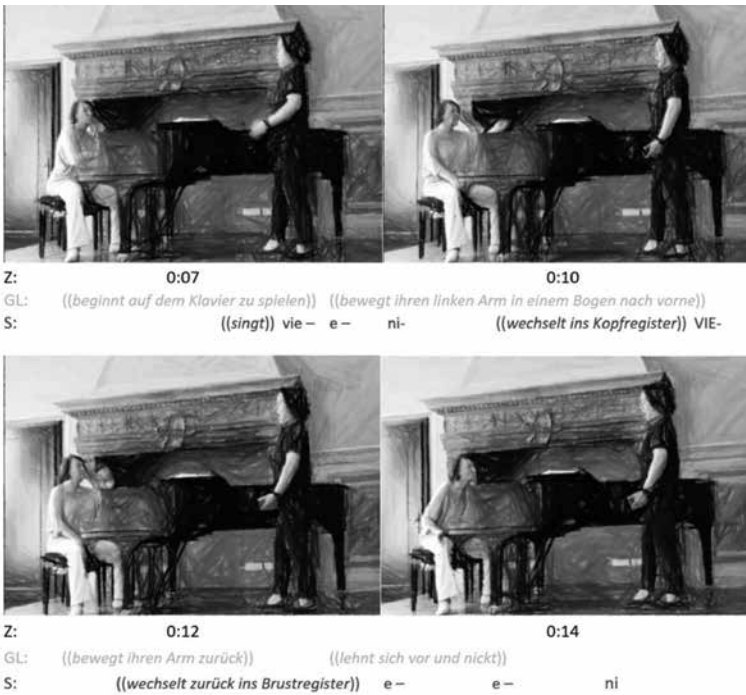 Z: 0:07 0:10
GL: ((beginnt auf dem Klavier zu spielen)) ((bewegt ihren linken Arm in einem Bogen nach vorne))
S: ((singt)) vie – e – ni- ((wechselt ins Kopfregister)) VIE-
Z: 0:12 0:14
GL: ((bewegt ihren Arm zurück)) ((lehnt sich vor und nickt))
S: ((wechselt zurück ins Brustregister)) e – e – ni